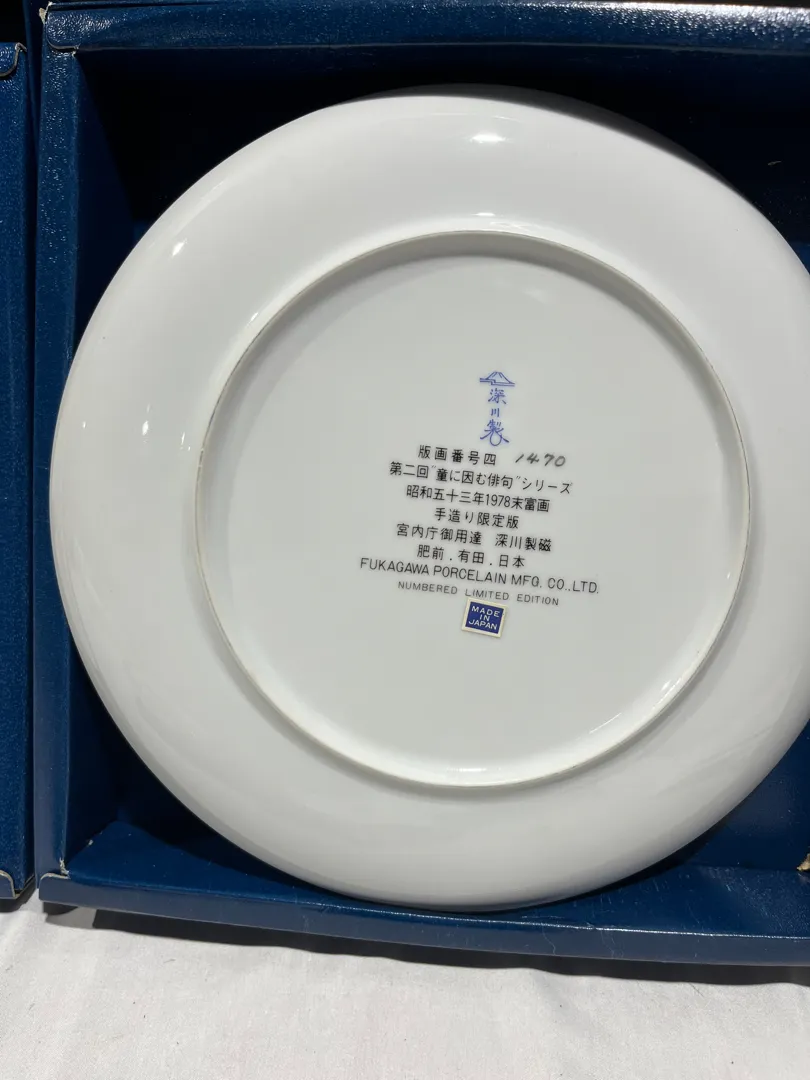 深
川
製
版画番号四 1470
第二回"童に因む俳句"シリーズ
昭和五十三年1978末富画
手造り限定版
宮内庁御用達 深川製磁
肥前.有田.日本
FUKAGAWA PORCELAIN MFG. CO.,LTD.
NUMBERED LIMITED EDITION
MADE
IN
JAPAN